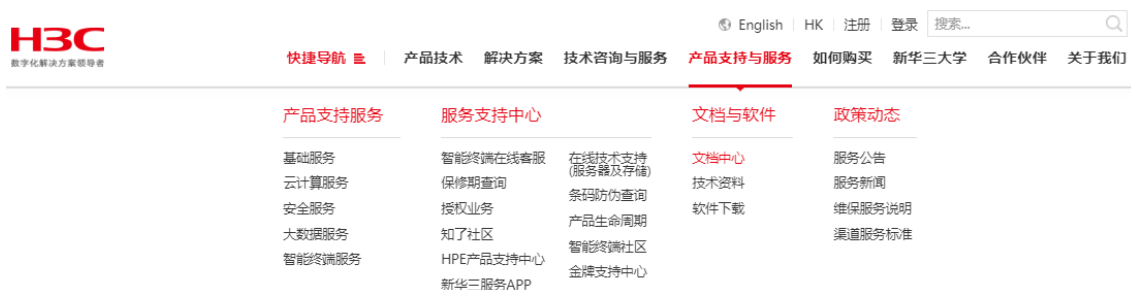 English HK 注册 登录 搜索...
H3C
数字化解决方案领导者
快捷导航 产品技术 解决方案 技术咨询与服务 产品支持与服务 如何购买 新华三大学 合作伙伴 关于我们
产品支持服务
基础服务
云计算服务
安全服务
大数据服务
智能终端服务
服务支持中心
智能终端在线客服
保修期查询
授权业务
知了社区
HPE产品支持中心
新华三服务APP
在线技术支持
(服务器及存储)
条码防伪查询
产品生命周期
智能终端社区
金牌支持中心
文档与软件
文档中心
技术资料
软件下载
政策动态
服务公告
服务新闻
维保服务说明
渠道服务标准